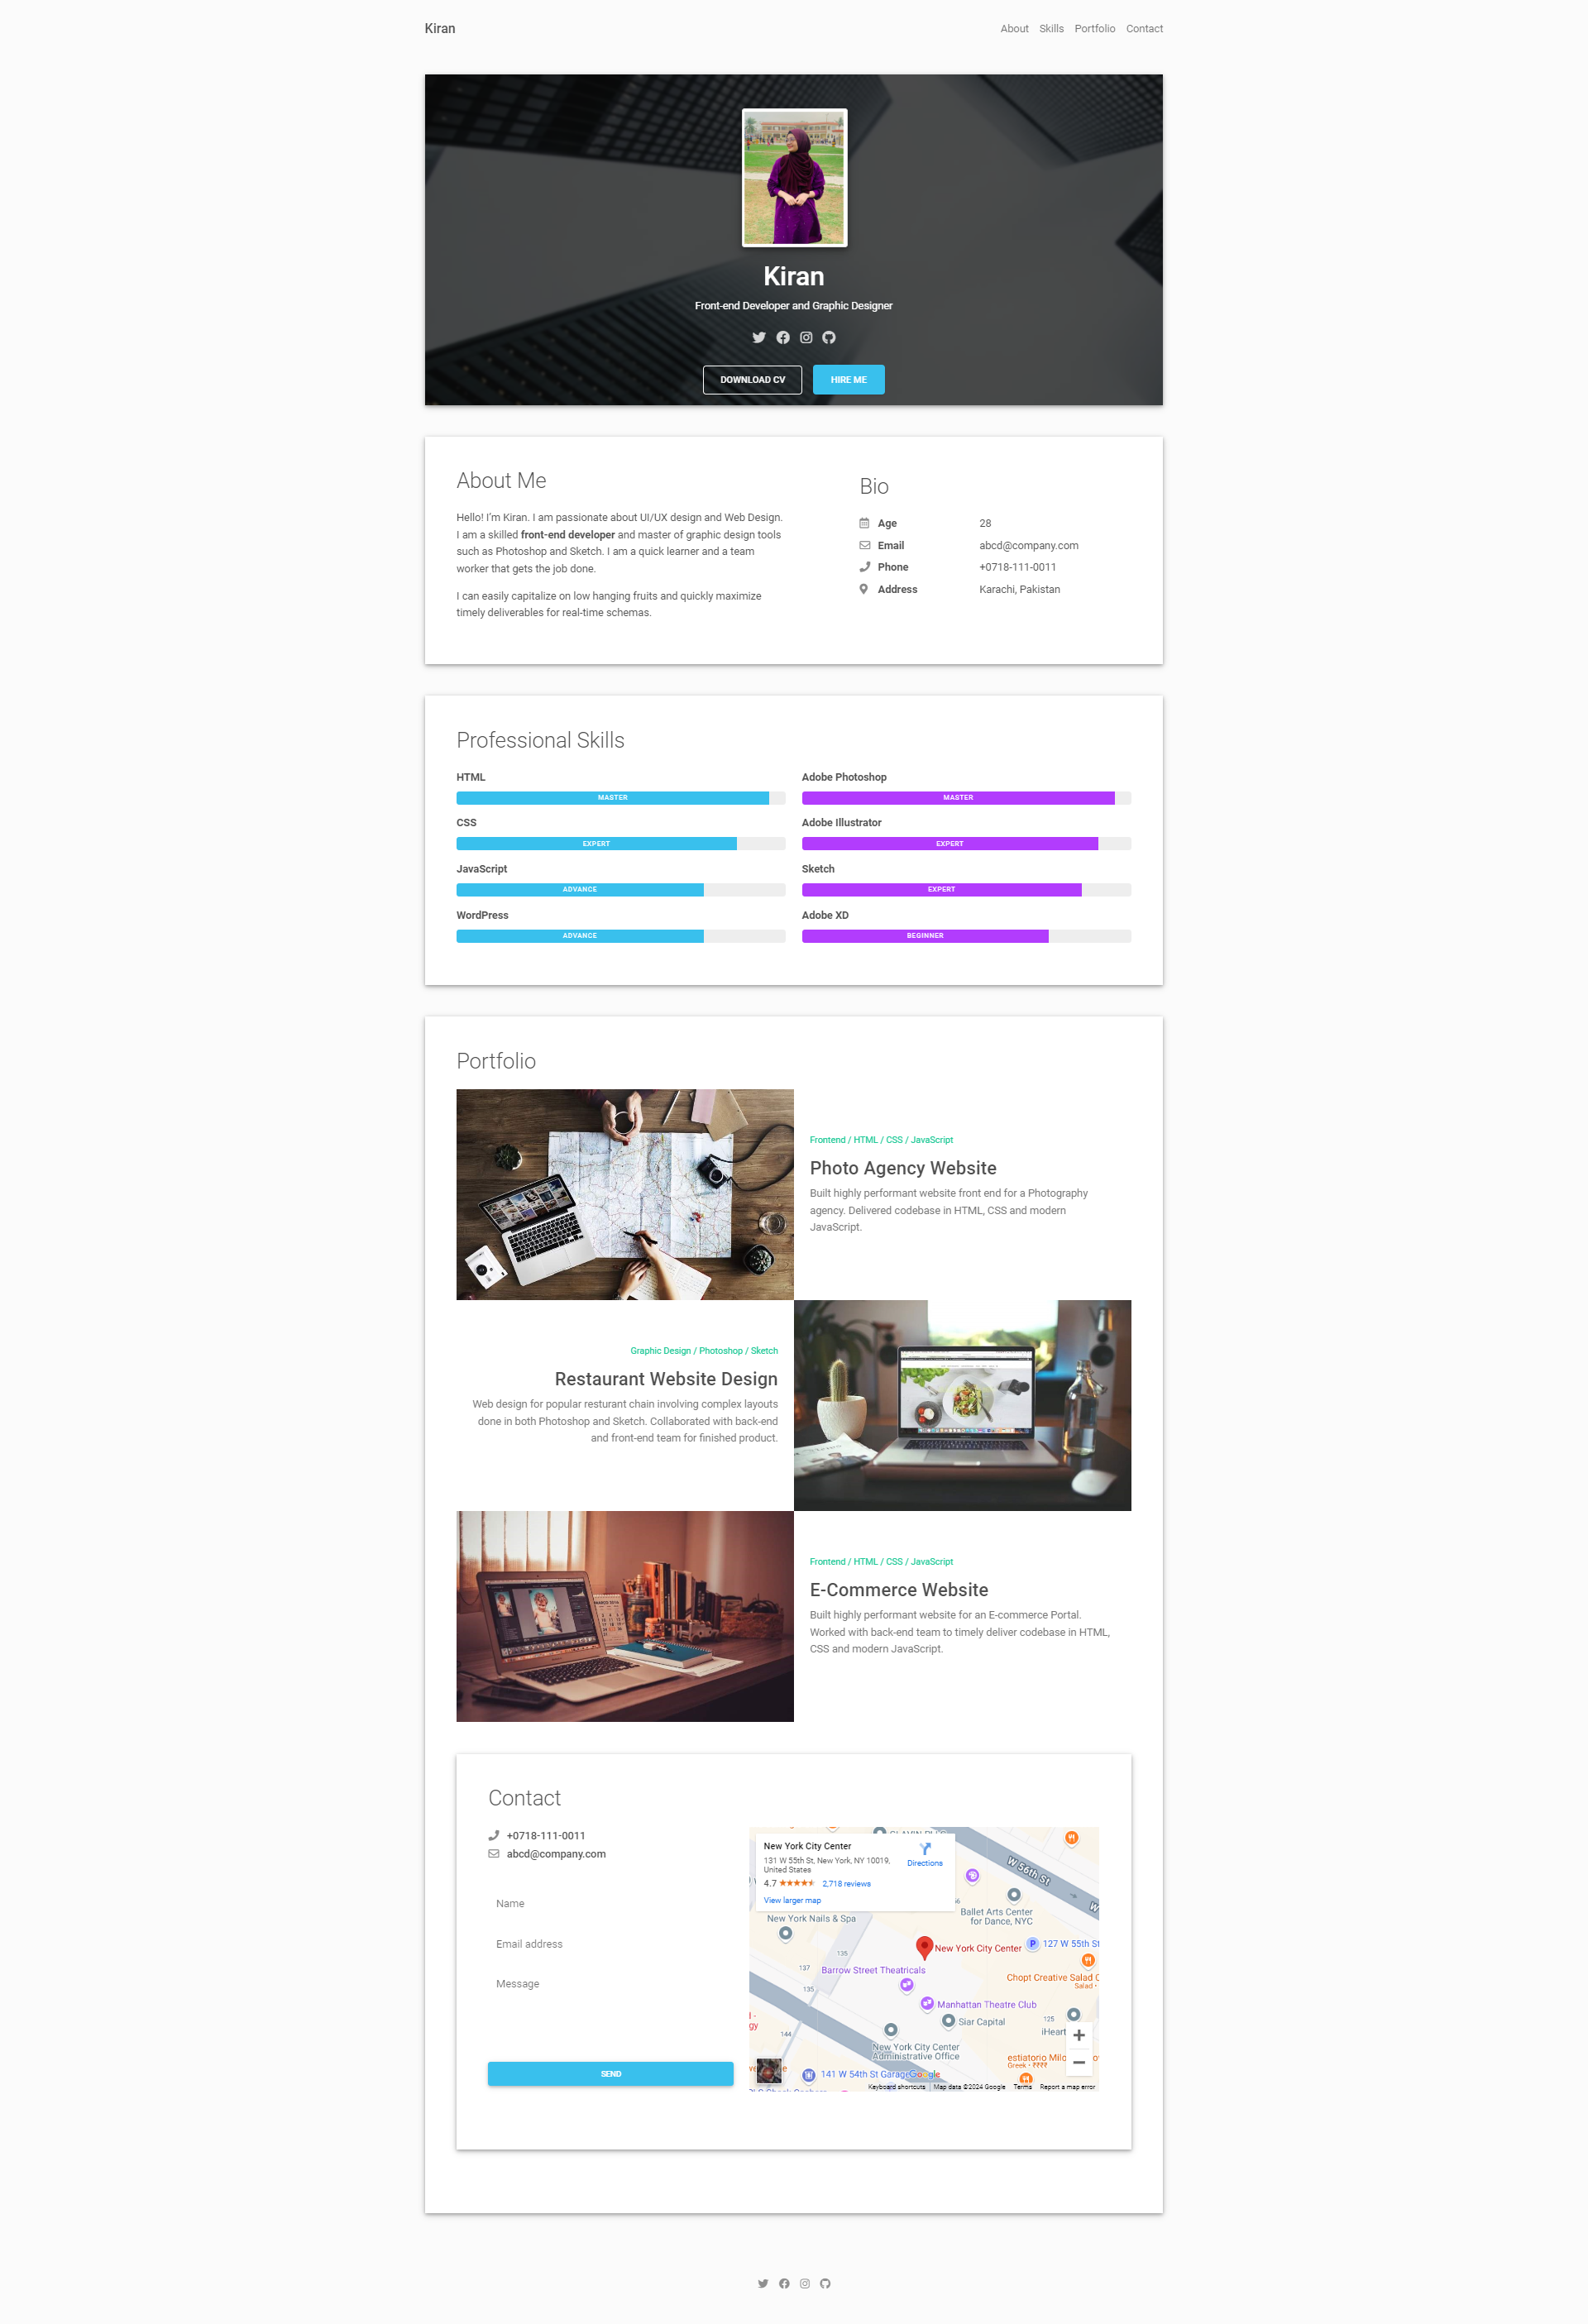 Kiran
About Skills Portfolio Contact
Kiran
Front-end Developer and Graphic Designer
DOWNLOAD CV HIRE ME
About Me
Hello! I'm Kiran. I am passionate about UI/UX design and Web Design.
I am a skilled front-end developer and master of graphic design tools
such as Photoshop and Sketch. I am a quick learner and a team
worker that gets the job done.
I can easily capitalize on low hanging fruits and quickly maximize
timely deliverables for real-time schemas.
Bio
Age 28
Email abcd@company.com
Phone +0718-111-0011
Address Karachi, Pakistan
Professional Skills
HTML
MASTER
CSS
EXPERT
JavaScript
ADVANCE
WordPress
ADVANCE
Adobe Photoshop
MASTER
Adobe Illustrator
EXPERT
Sketch
EXPERT
Adobe XD
BEGINNER
Portfolio
Frontend / HTML / CSS / JavaScript
Photo Agency Website
Built highly performant website front end for a Photography
agency. Delivered codebase in HTML, CSS and modern
JavaScript.
Graphic Design / Photoshop / Sketch
Restaurant Website Design
Web design for popular resturant chain involving complex layouts
done in both Photoshop and Sketch. Collaborated with back-end
and front-end team for finished product.
Frontend / HTML / CSS / JavaScript
E-Commerce Website
Built highly performant website for an E-commerce Portal.
Worked with back-end team to timely deliver codebase in HTML,
CSS and modern JavaScript.
Contact
+0718-111-0011
abcd@company.com
Name
Email address
Message
SEND
New York City Center
131 W 55th St, New York, NY 10019,
United States
4.7 2,718 reviews
View larger map
Directions
W 56th St
Ballet Arts Center
for Dance, NYC
New York Nails & Spa
127 W 55th St
New York City Center
135
137
Barrow Street Theatricals
135
Chopt Creative Salad C
Salad •
Manhattan Theatre Club
Siar Capital
125
iHeart
144
New York City Center
Administrative Office
estiatorio Milo
Greek • ₹₹₹₹
141 W 54th St Garage
Google
Keyboard shortcuts Map data ©2024 Google Terms Report a map error